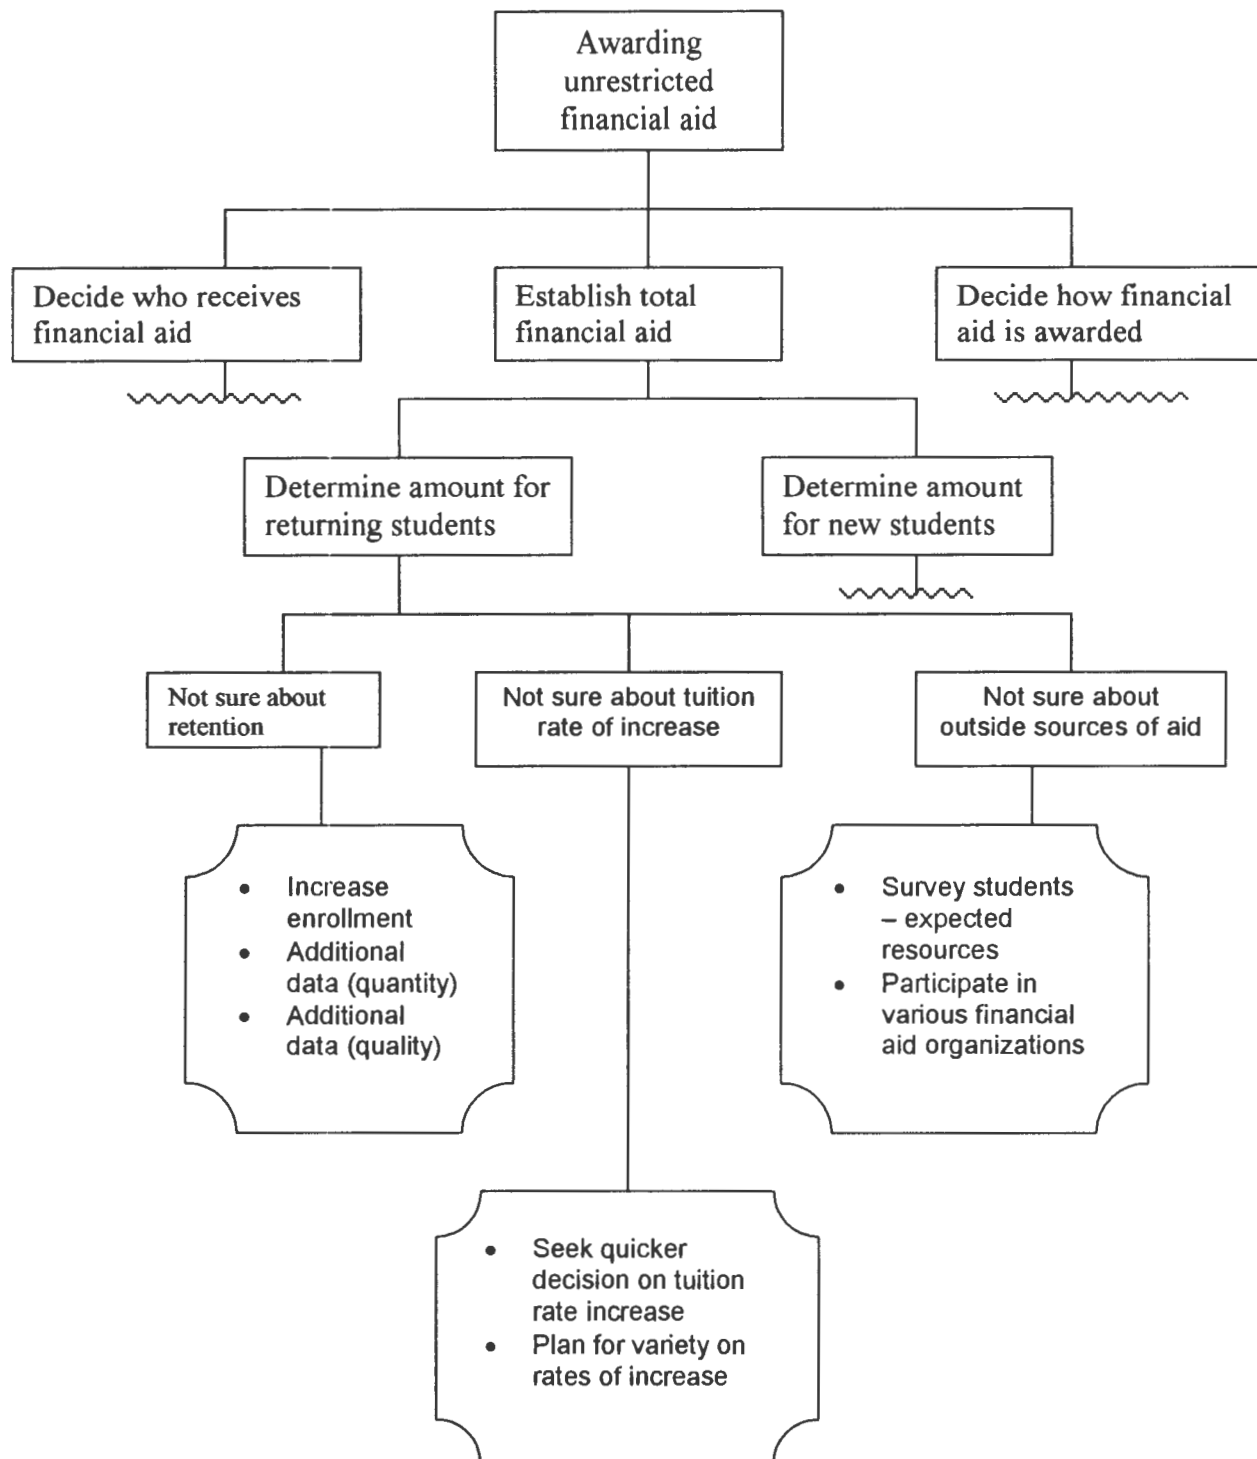 Awarding
unrestricted
financial aid
Decide who receives
financial aid
Establish total
financial aid
Decide how financial
aid is awarded
Determine amount for
returning students
Determine amount
for new students
Not sure about
retention
Not sure about tuition
rate of increase
Not sure about
outside sources of aid
• Increase
enrollment
• Additional
data (quantity)
• Additional
data (quality)
• Survey students
– expected
resources
• Participate in
various financial
aid organizations
• Seek quicker
decision on tuition
rate increase
• Plan for variety on
rates of increase